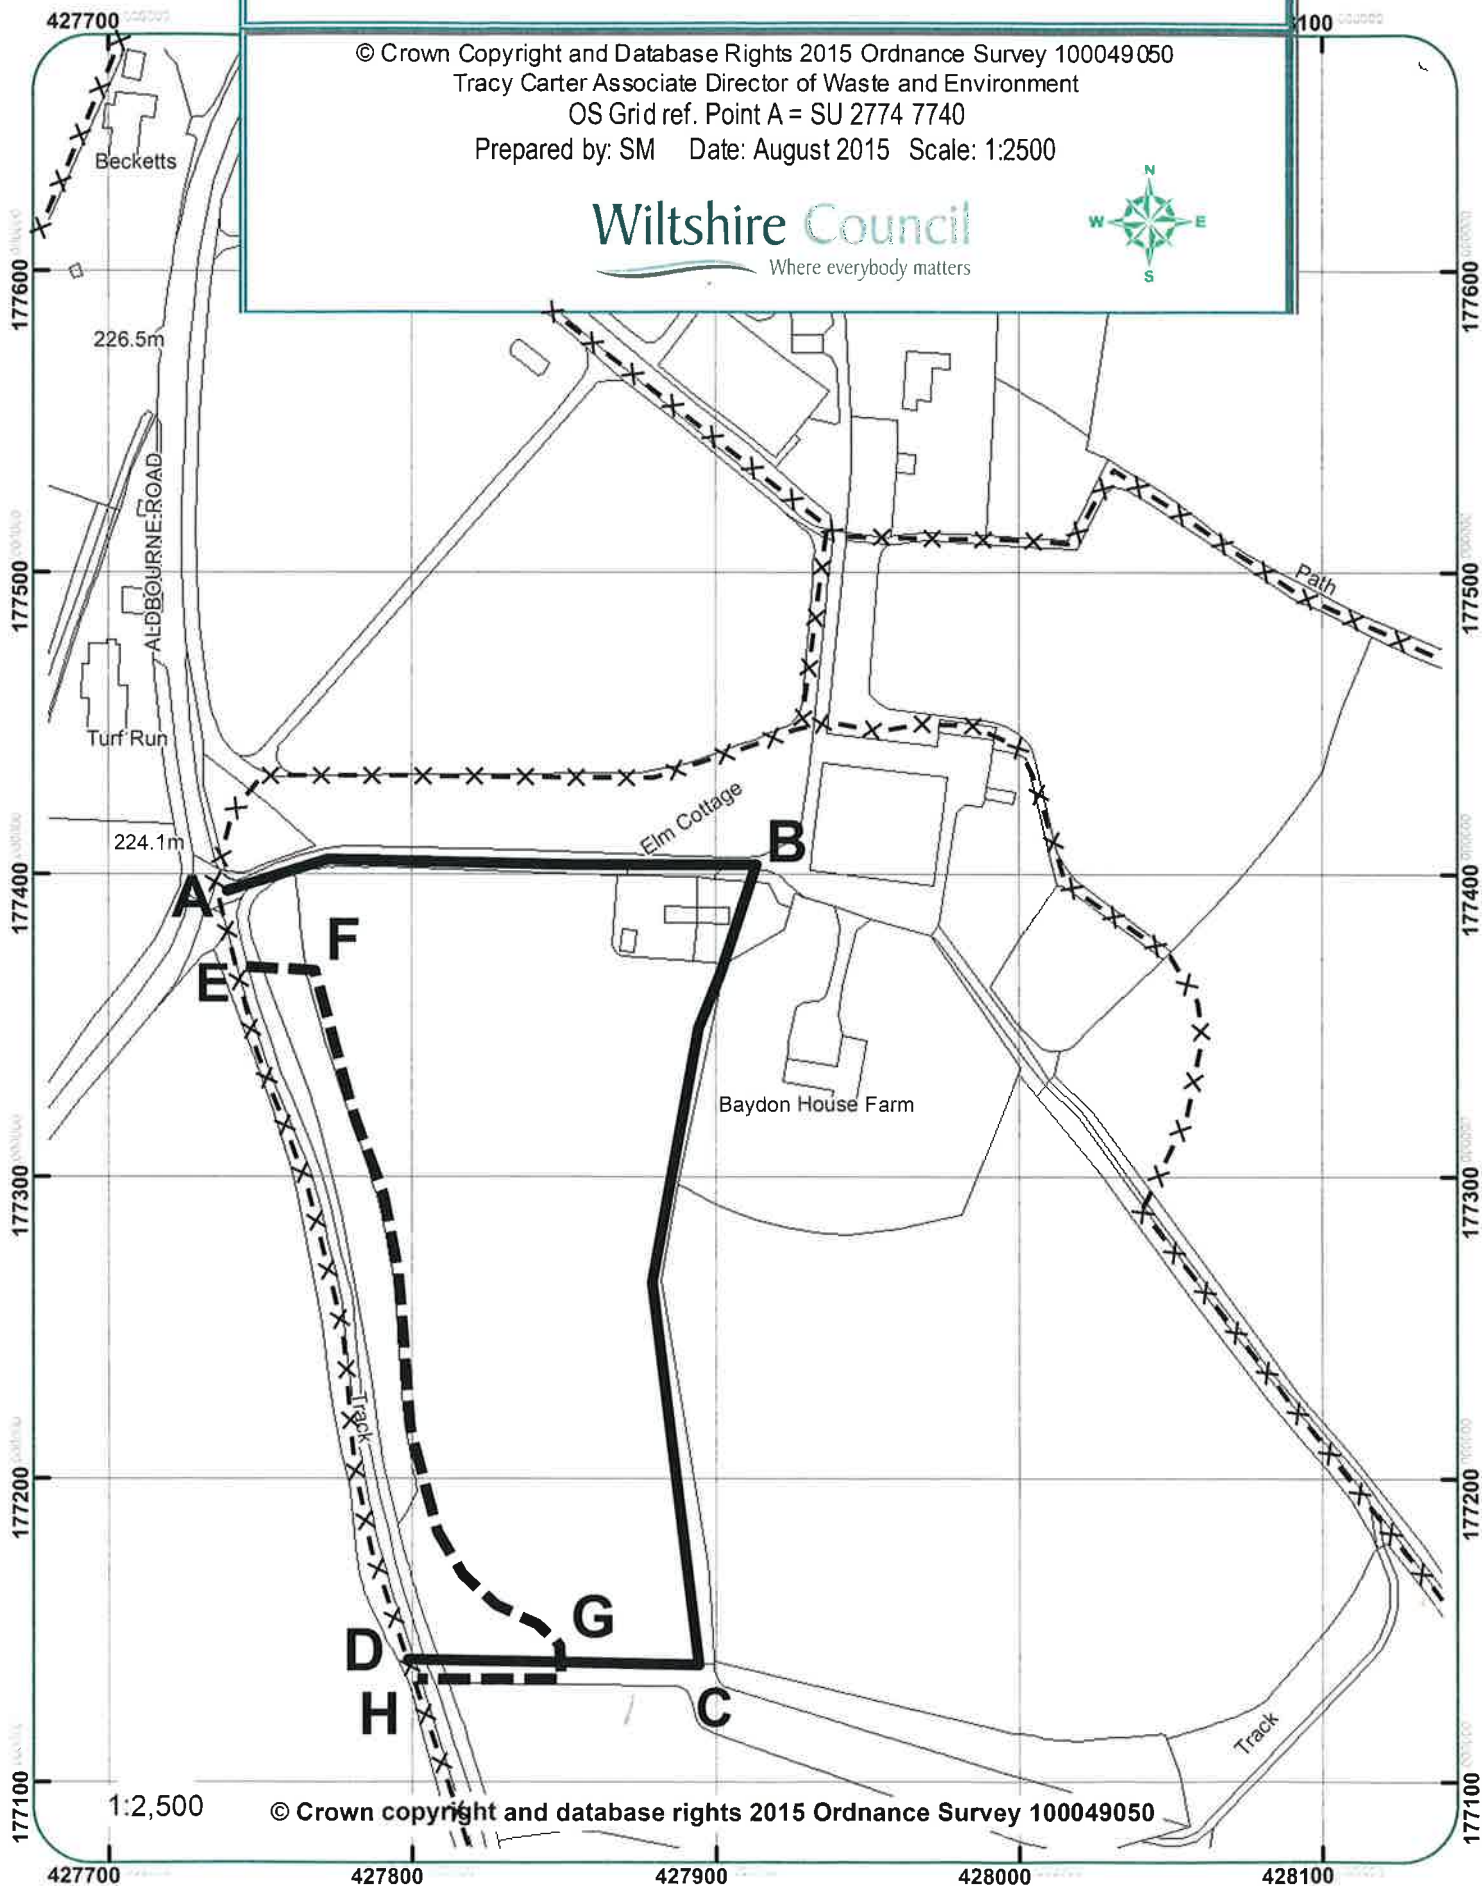 427700
100
© Crown Copyright and Database Rights 2015 Ordnance Survey 100049050
Tracy Carter Associate Director of Waste and Environment
OS Grid ref. Point A = SU 2774 7740
Prepared by: SM Date: August 2015 Scale: 1:2500
Wiltshire Council
Where everybody matters
N
W
E
S
Becketts
177600
177600
226.5m
ALDBOURNE ROAD
177500
177500
Path
Turf Run
Elm Cottage
224.1m
B
177400
177400
A
F
E
Baydon House Farm
177300
177300
Track
177200
177200
G
D
H
C
Track
177100
177100
1:2,500
© Crown copyright and database rights 2015 Ordnance Survey 100049050
427700
427800
427900
428000
428100